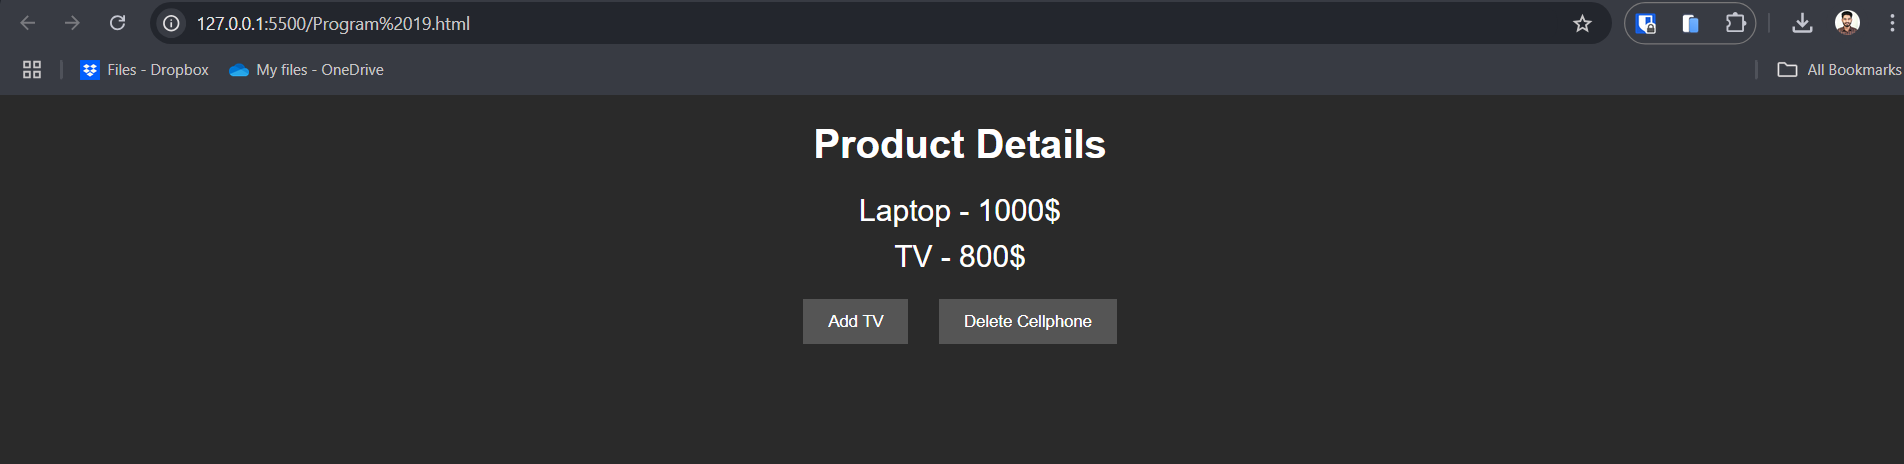 127.0.0.1:5500/Program%2019.html
Files - Dropbox
My files - OneDrive
All Bookmarks
Product Details
Laptop - 1000$
TV - 800$
Add TV
Delete Cellphone